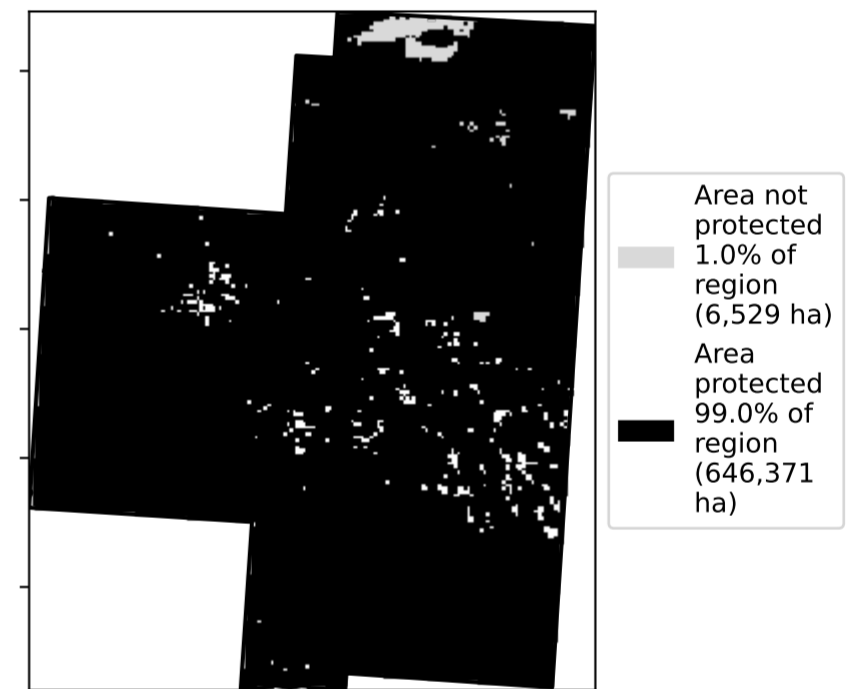 Area not
protected
1.0% of
region
(6,529 ha)
Area
protected
99.0% of
region
(646,371
ha)